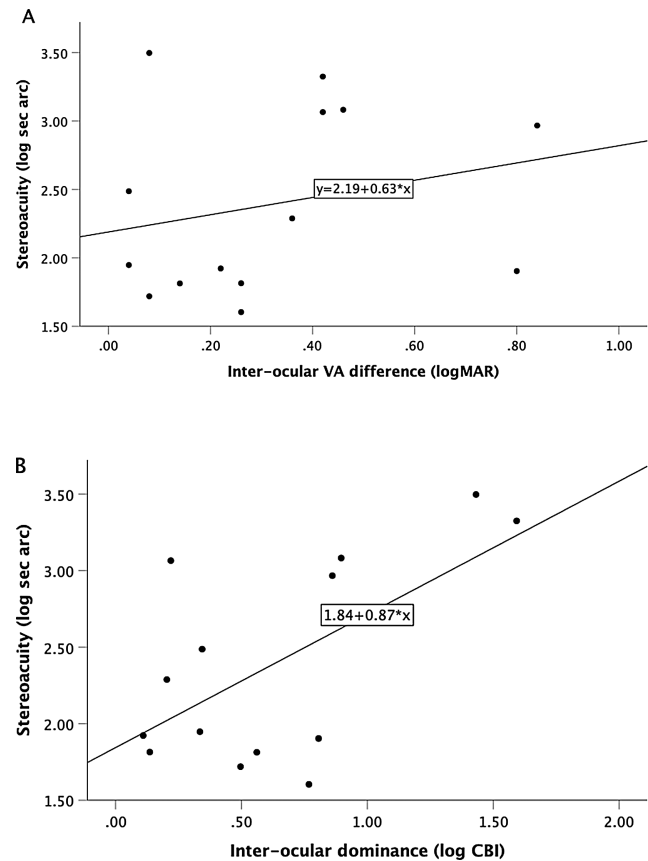 A
Stereoacuity (log sec arc)
3.50
3.00
2.50
2.00
1.50
y=2.19+0.63*x
.00 .20 .40 .60 .80 1.00
Inter-ocular VA difference (logMAR)
B
Stereoacuity (log sec arc)
3.50
3.00
2.50
2.00
1.50
1.84+0.87*x
.00 .50 1.00 1.50 2.00
Inter-ocular dominance (log CBI)